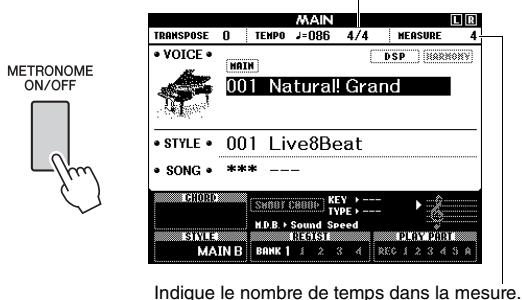 MAIN
L R
TRANSPOSE 0 TEMPO ♩=086 4/4 MEASURE 4
• VOICE •
DSP HARMONY
MAIN
001 Natural! Grand
METRONOME
ON/OFF
• STYLE • 001 Live8Beat
• SONG • *** ---
CHORD
SMART CHORD
KEY ▸ ---
TYPE ▸ ---
M.D.B. ▸ Sound Speed
STYLE REGIST PLAY PART
MAIN B BANK 1 1 2 3 4 REC 1 2 3 4 5 A
Indique le nombre de temps dans la mesure.